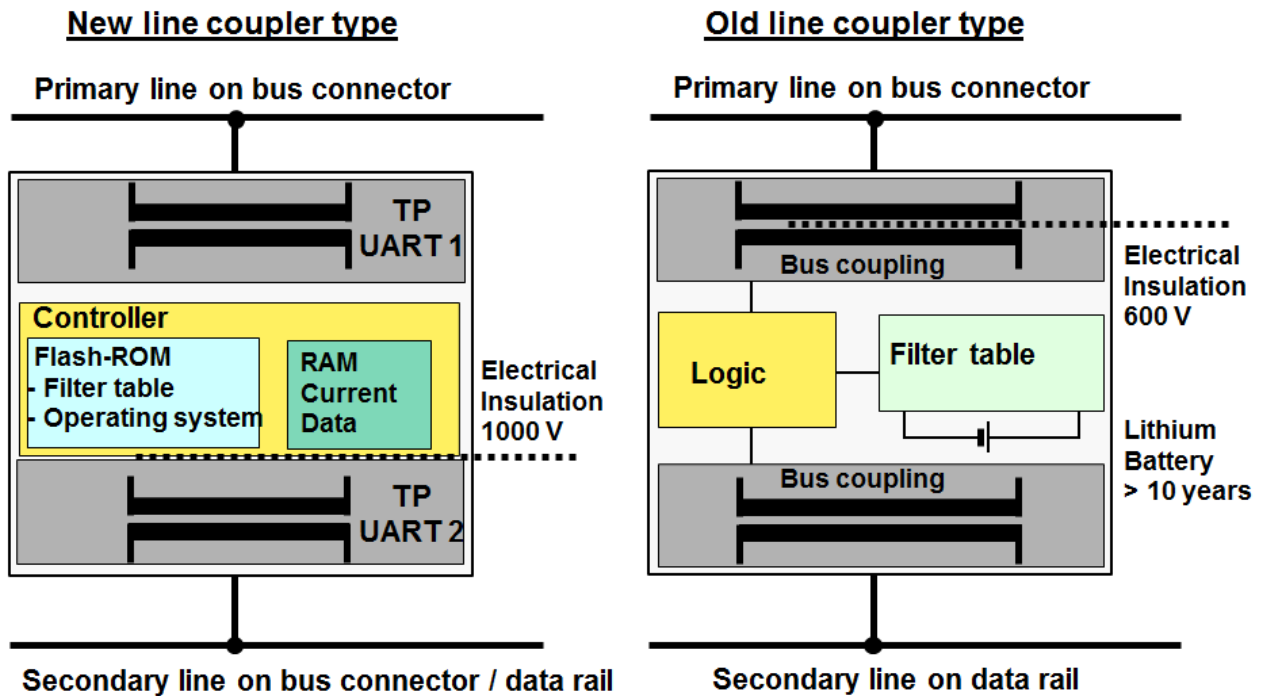 New line coupler type
Primary line on bus connector
TP
UART 1
Controller
Flash-ROM
- Filter table
- Operating system
RAM
Current
Data
Electrical
Insulation
1000 V
TP
UART 2
Secondary line on bus connector / data rail
Old line coupler type
Primary line on bus connector
Bus coupling
Electrical
Insulation
600 V
Logic
Filter table
Lithium
Battery
> 10 years
Bus coupling
Secondary line on data rail